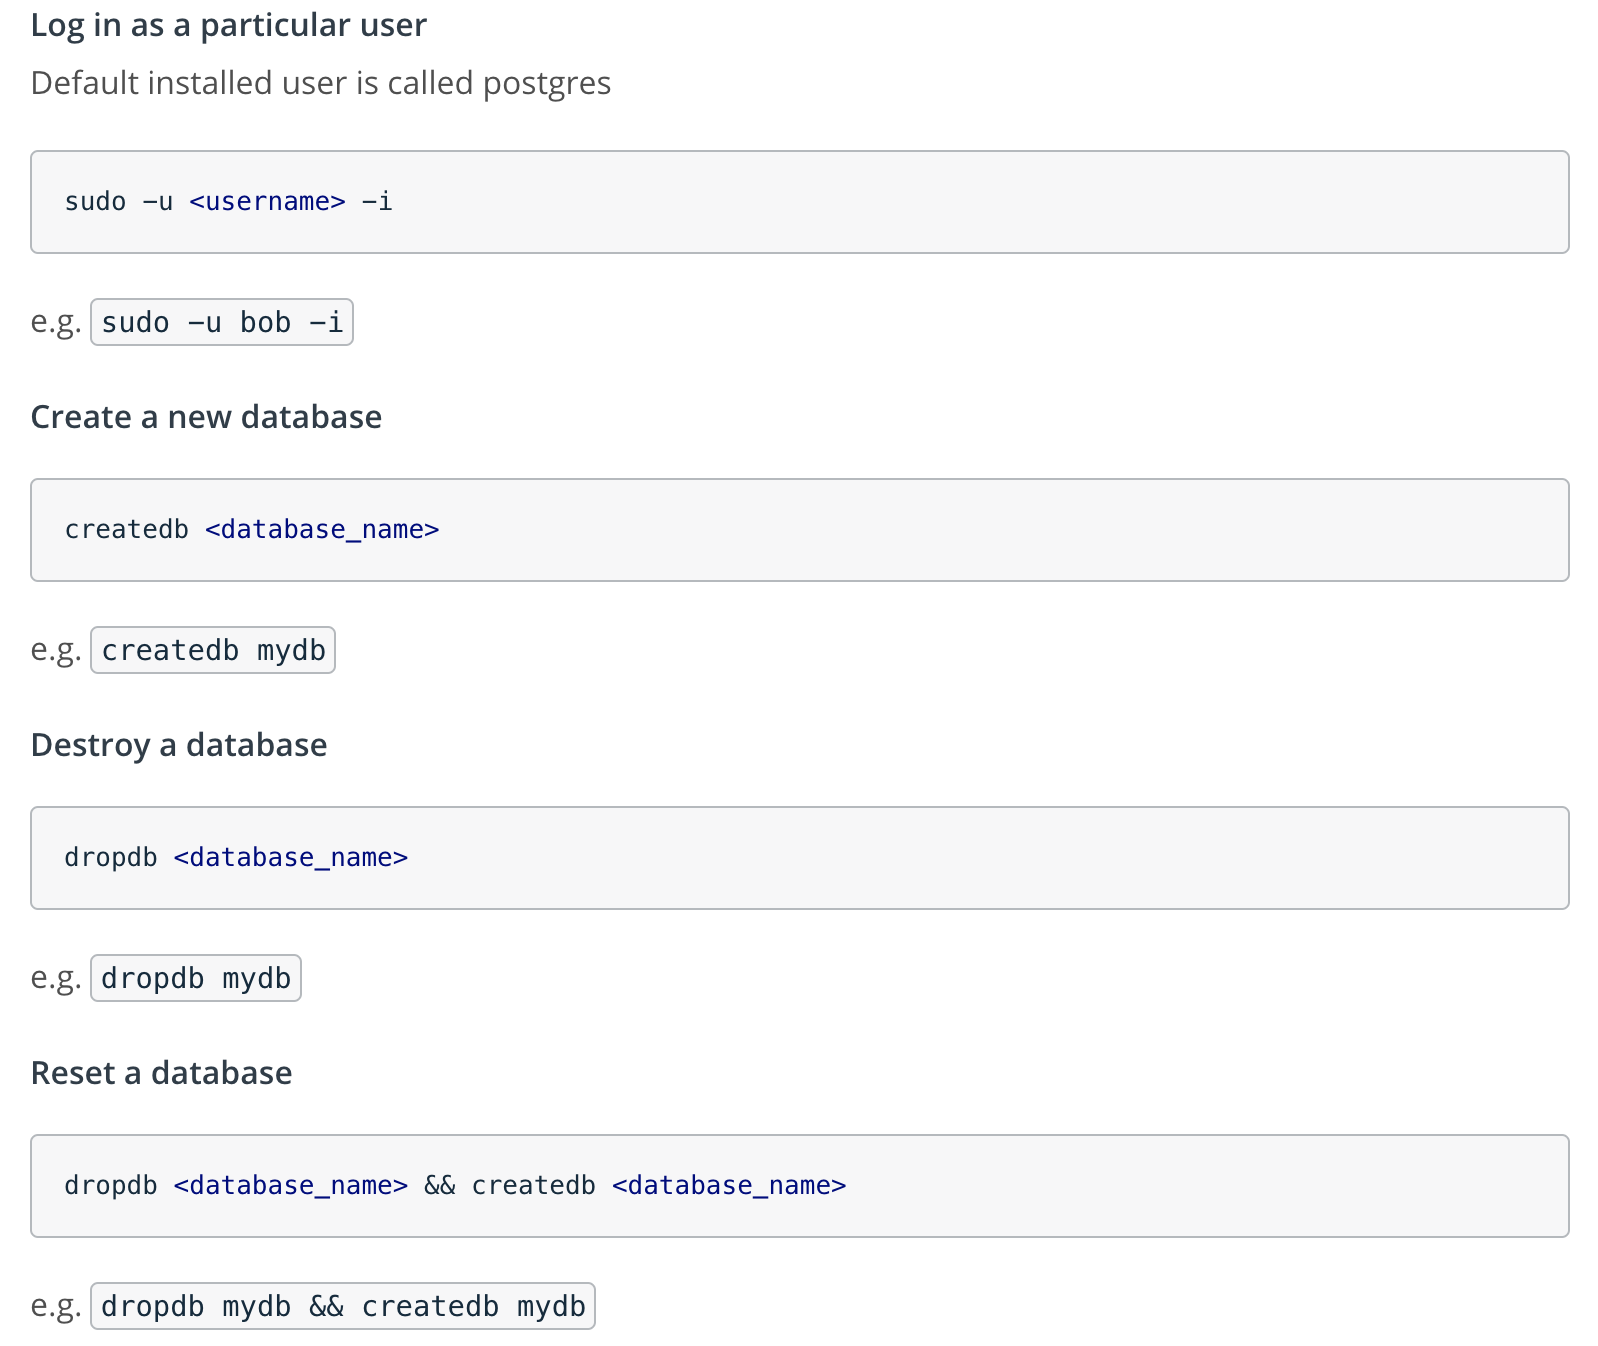 Log in as a particular user
Default installed user is called postgres
sudo -u <username> -i
e.g. sudo -u bob -i
Create a new database
createdb <database_name>
e.g. createdb mydb
Destroy a database
dropdb <database_name>
e.g. dropdb mydb
Reset a database
dropdb <database_name> && createdb <database_name>
e.g. dropdb mydb && createdb mydb